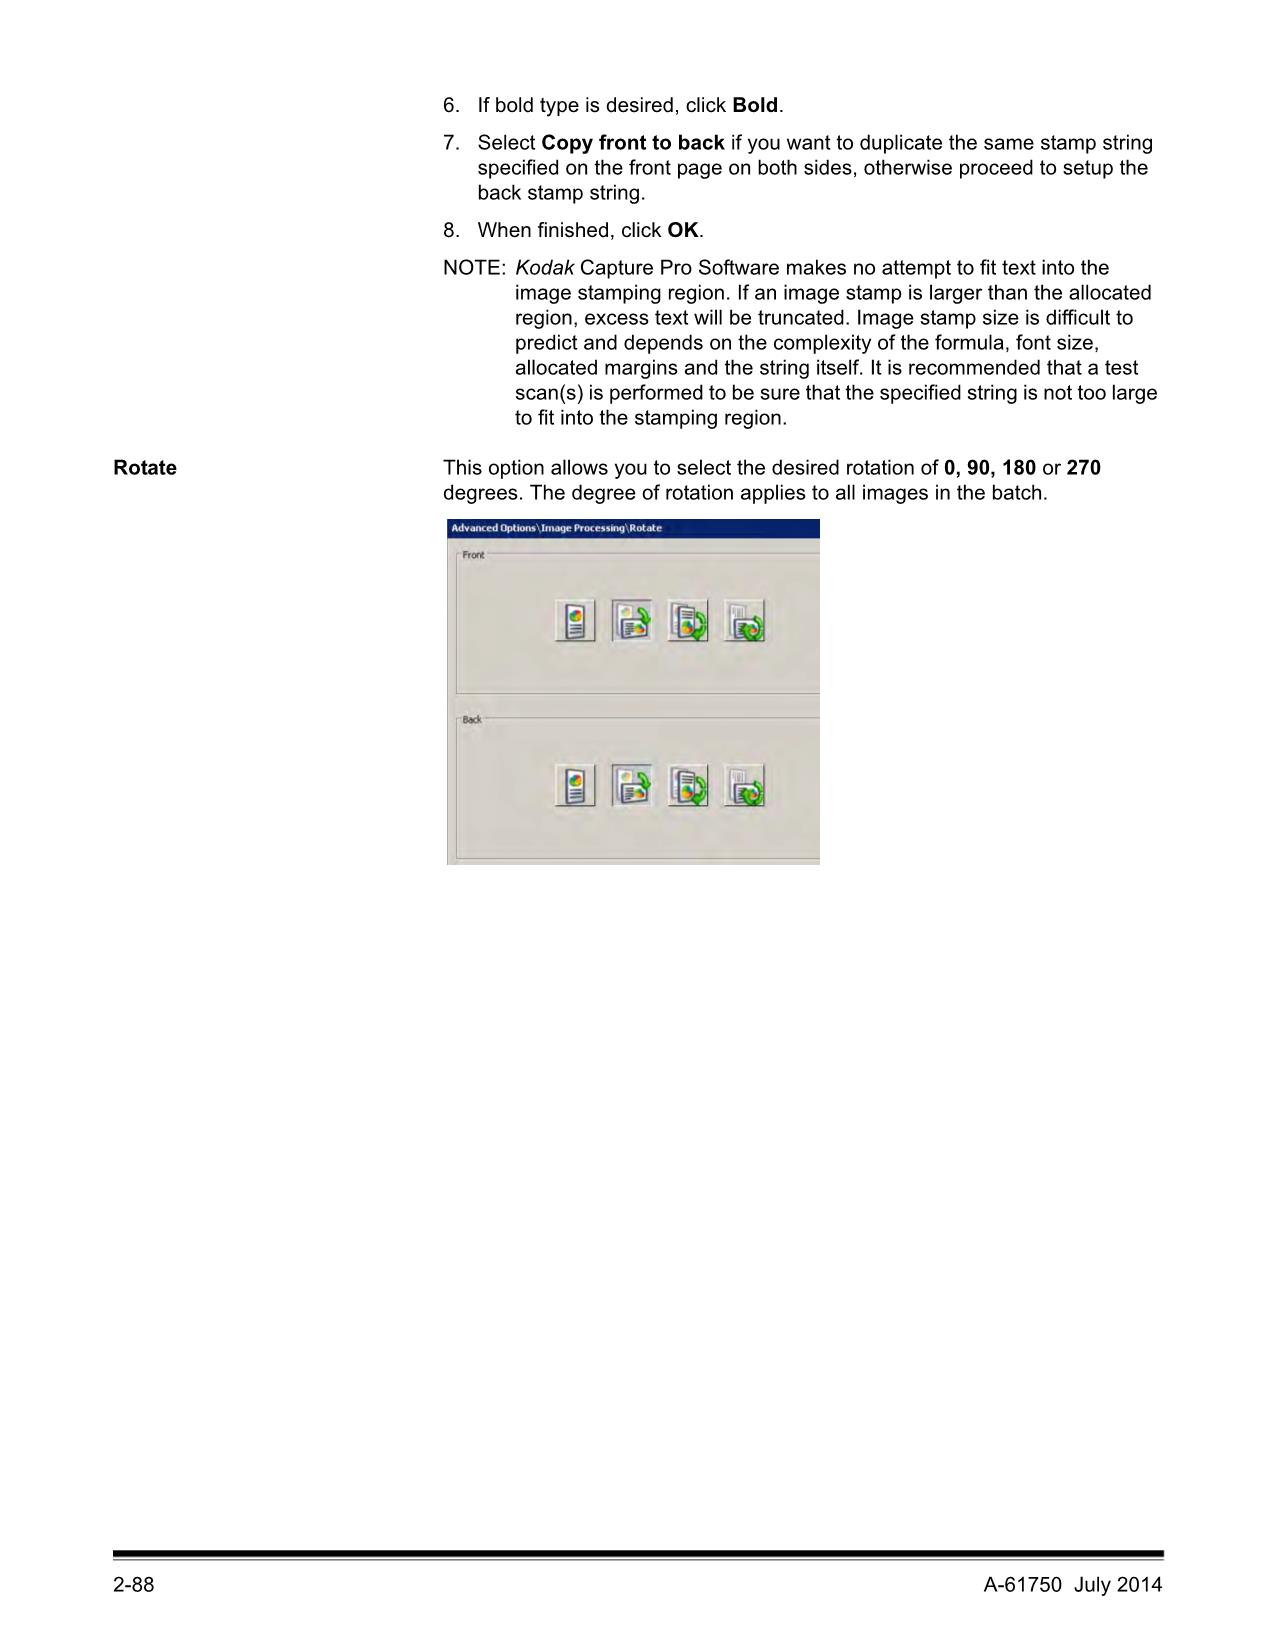 6. If bold type is desired, click Bold.
7. Select Copy front to back if you want to duplicate the same stamp string
specified on the front page on both sides, otherwise proceed to setup the
back stamp string.
8. When finished, click OK.
NOTE: Kodak Capture Pro Software makes no attempt to fit text into the
image stamping region. If an image stamp is larger than the allocated
region, excess text will be truncated. Image stamp size is difficult to
predict and depends on the complexity of the formula, font size,
allocated margins and the string itself. It is recommended that a test
scan(s) is performed to be sure that the specified string is not too large
to fit into the stamping region.
Rotate
This option allows you to select the desired rotation of 0, 90, 180 or 270
degrees. The degree of rotation applies to all images in the batch.
Advanced Options\Image Processing\Rotate
Front
Back
2-88
A-61750 July 2014